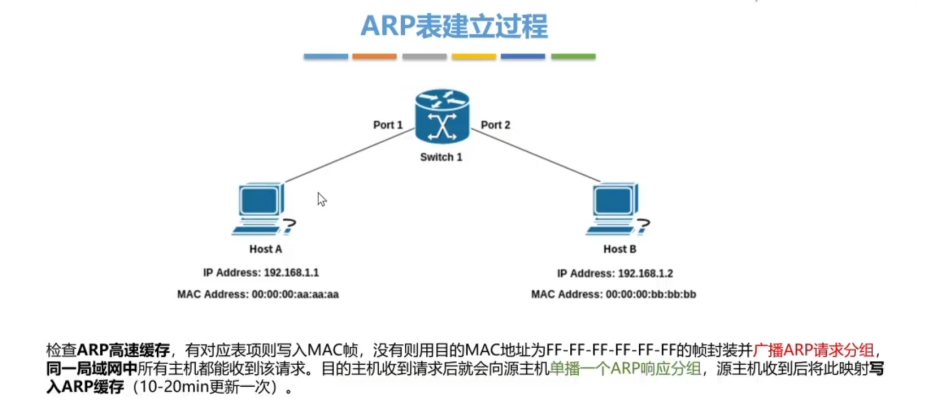 ARP表建立过程
Port 1
Port 2
Switch 1
?
?
Host A
Host B
IP Address: 192.168.1.1
IP Address: 192.168.1.2
MAC Address: 00:00:00:aa:aa:aa
MAC Address: 00:00:00:bb:bb:bb
检查ARP高速缓存，有对应表项则写入MAC帧，没有则用目的MAC地址为FF-FF-FF-FF-FF-FF的帧封装并广播ARP请求分组，
同一局域网中所有主机都能收到该请求。目的主机收到请求后就会向源主机单播一个ARP响应分组，源主机收到后将此映射写
入ARP缓存（10-20min更新一次）。